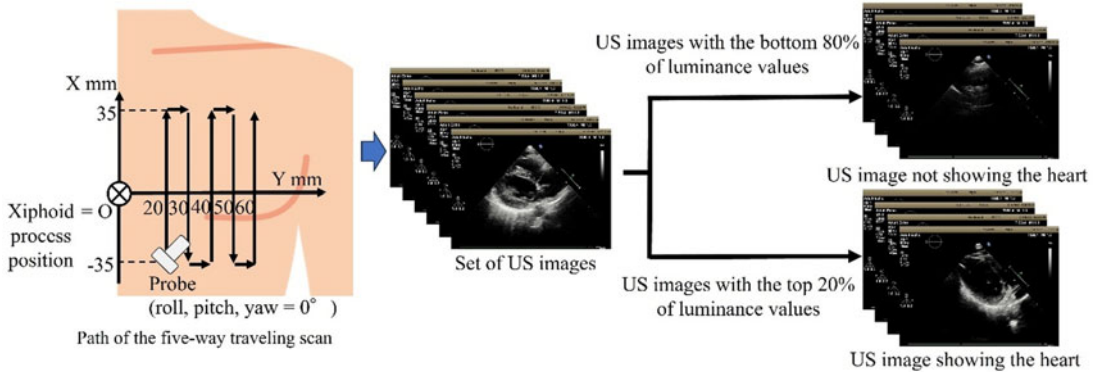 X mm
35
Y mm
Xiphoid = O
process
position
20 30 40 50 60
-35
Probe
(roll, pitch, yaw = 0° )
Path of the five-way traveling scan
Set of US images
US images with the bottom 80%
of luminance values
US image not showing the heart
US images with the top 20%
of luminance values
US image showing the heart